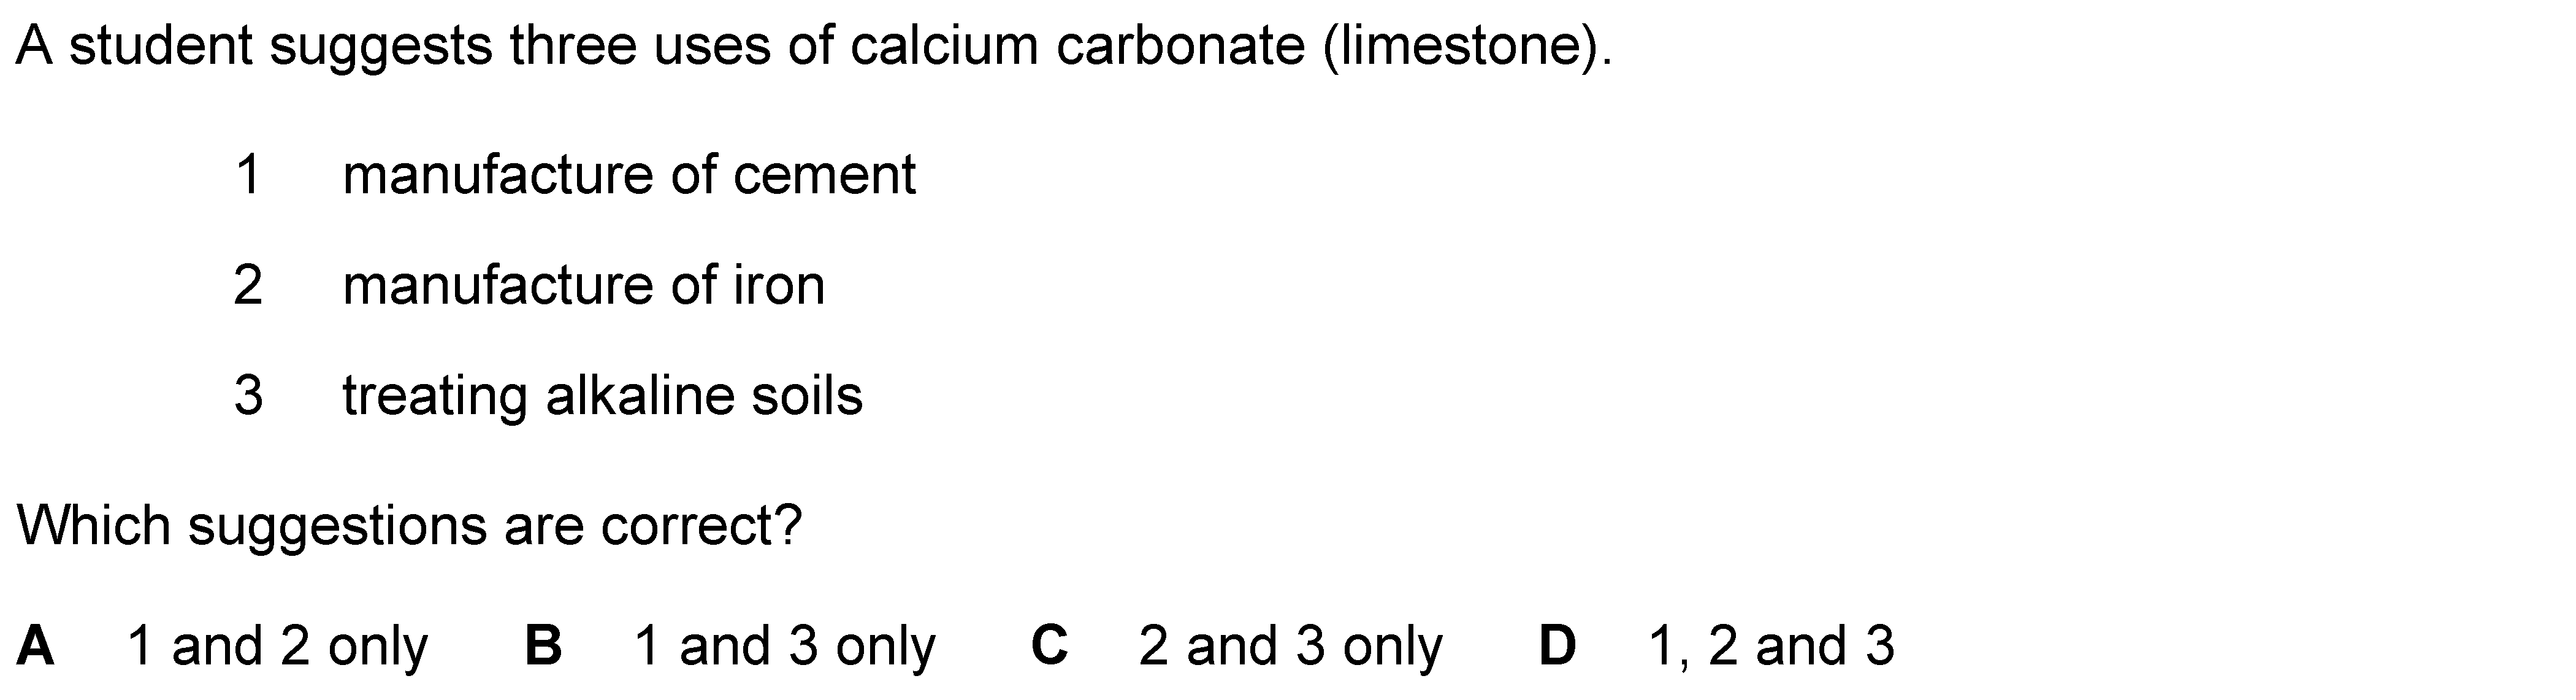 A student suggests three uses of calcium carbonate (limestone).
1 manufacture of cement
2 manufacture of iron
3 treating alkaline soils
Which suggestions are correct?
A 1 and 2 only B 1 and 3 only C 2 and 3 only D 1, 2 and 3